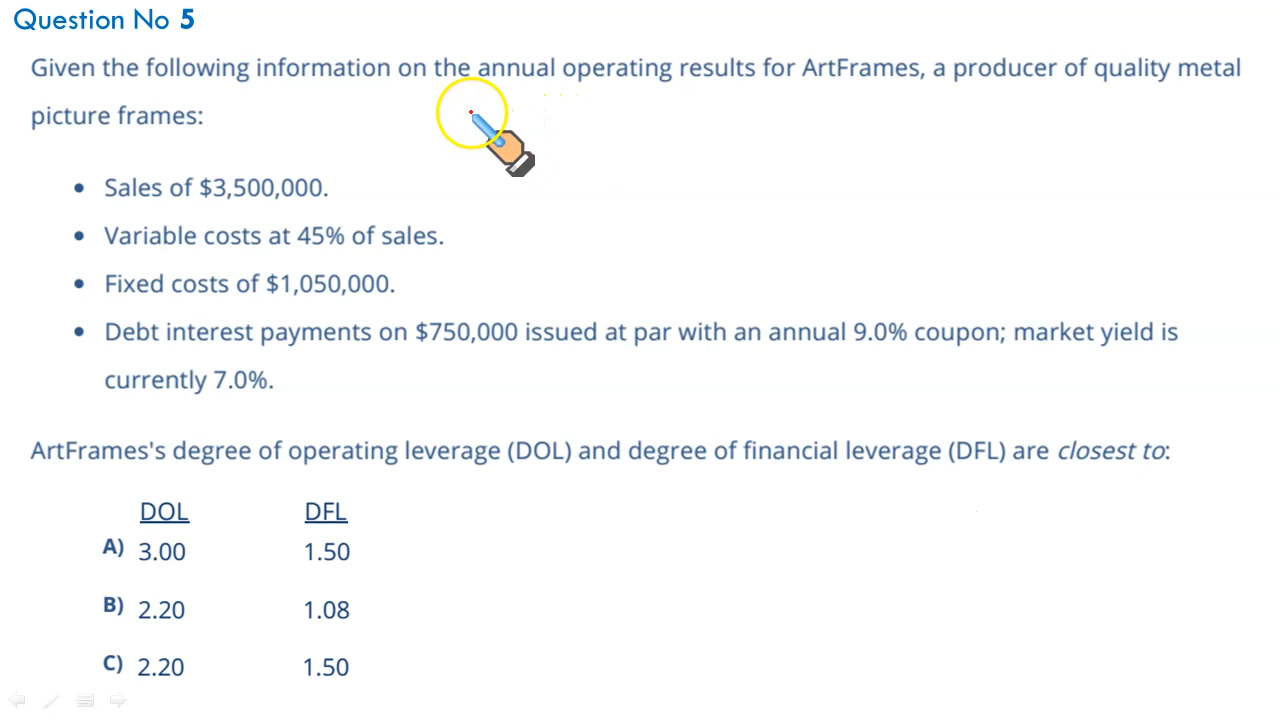 Question No 5
Given the following information on the annual operating results for ArtFrames, a producer of quality metal
picture frames:
• Sales of $3,500,000.
• Variable costs at 45% of sales.
• Fixed costs of $1,050,000.
• Debt interest payments on $750,000 issued at par with an annual 9.0% coupon; market yield is
currently 7.0%.
ArtFrames's degree of operating leverage (DOL) and degree of financial leverage (DFL) are closest to:
DOL DFL
A) 3.00 1.50
B) 2.20 1.08
C) 2.20 1.50